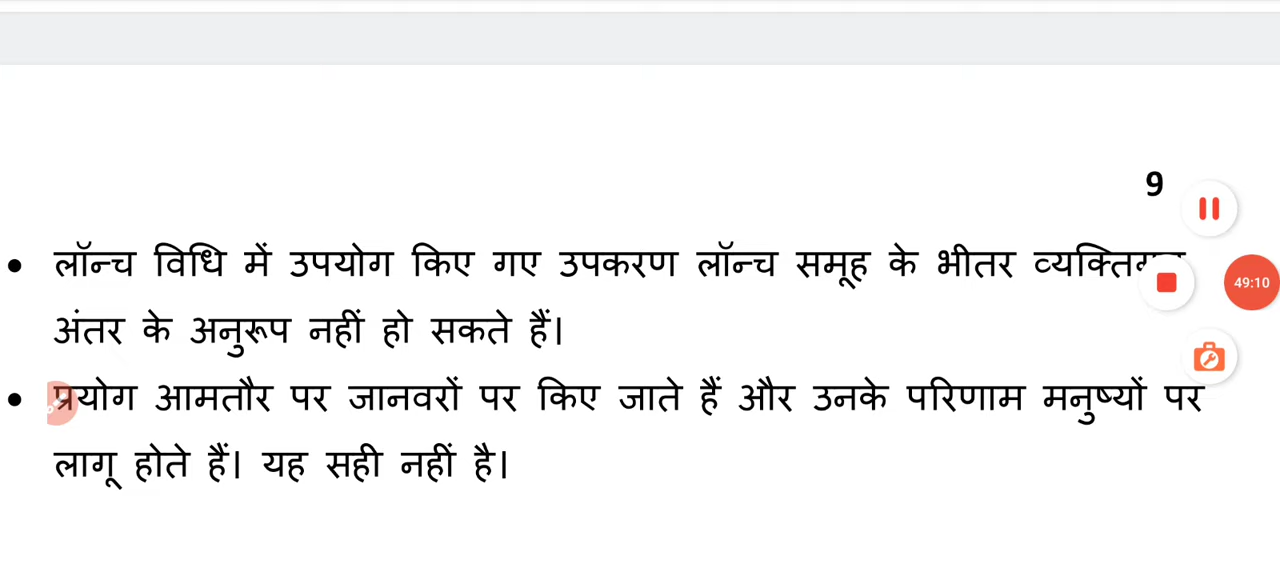 9
लॉन्च विधि में उपयोग किए गए उपकरण लॉन्च समूह के भीतर
49:10
अंतर के अनुरूप नहीं हो सकते हैं।
प्रयोग आमतौर पर जानवरों पर किए जाते हैं और उनके परिणाम मनुष्यों पर
लागू होते हैं। यह सही नहीं है।